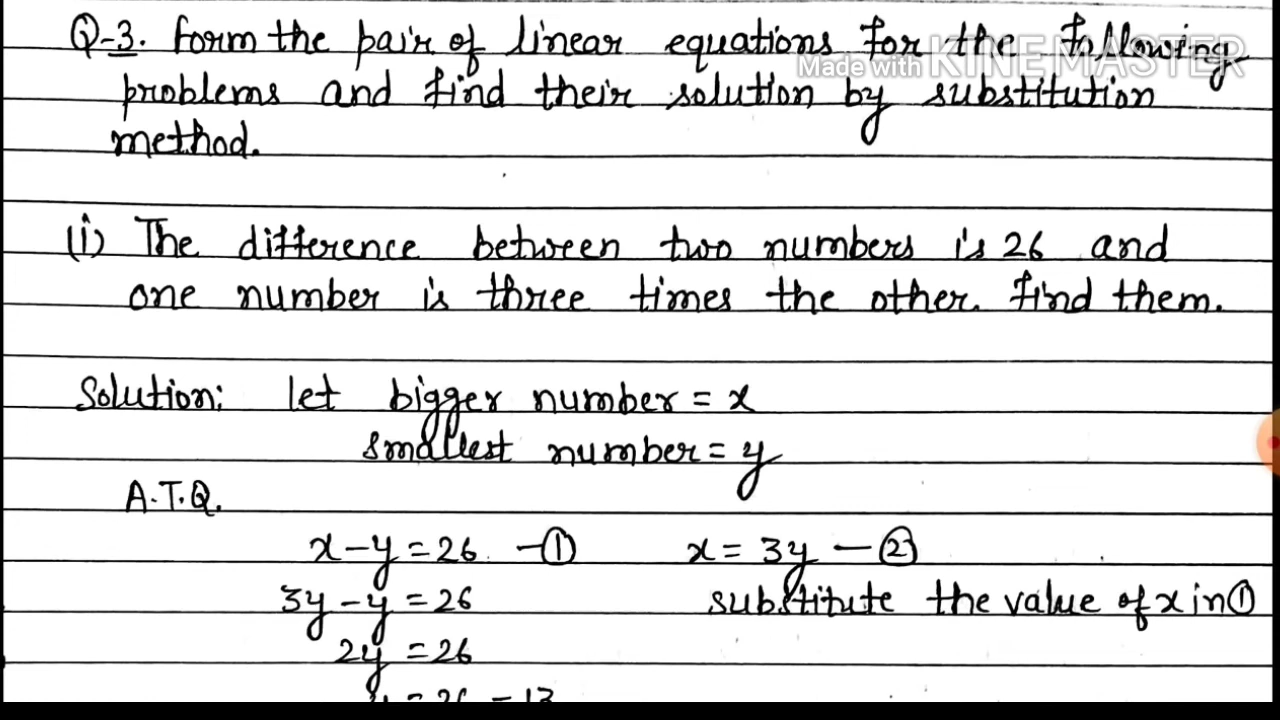 Q-3. Form the pair of linear equations for the following
Made with KINEMASTER
problems and find their solution by substitution
method.
(i) The difference between two numbers is 26 and
one number is three times the other. Find them.
Solution: let bigger number = x
smallest number = y
A.T.Q.
x - y = 26 - ① x = 3y - ②
3y - y = 26 substitute the value of x in ①
2y = 26